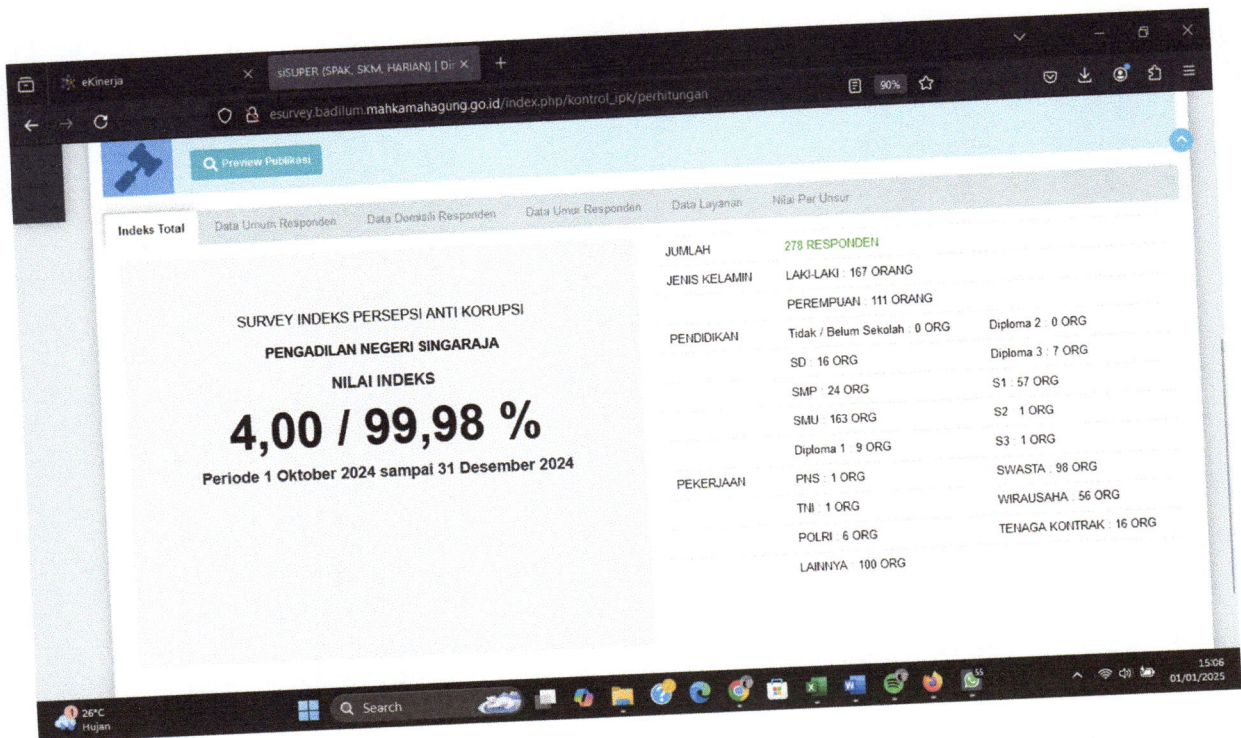 eKinerja
siSUPER (SPAK, SKM, HARIAN) | Dir
esurvey.badilum.mahkamahagung.go.id/index.php/kontrol_ipk/perhitungan
90%
Preview Publikasi
Indeks Total
Data Umum Responden
Data Domisili Responden
Data Umur Responden
Data Layanan
Nilai Per Unsur
SURVEY INDEKS PERSEPSI ANTI KORUPSI
PENGADILAN NEGERI SINGARAJA
NILAI INDEKS
4,00 / 99,98 %
Periode 1 Oktober 2024 sampai 31 Desember 2024
JUMLAH 278 RESPONDEN
JENIS KELAMIN LAKI-LAKI : 167 ORANG
PEREMPUAN : 111 ORANG
PENDIDIKAN Tidak / Belum Sekolah : 0 ORG Diploma 2 : 0 ORG
SD : 16 ORG Diploma 3 : 7 ORG
SMP : 24 ORG S1 : 57 ORG
SMU : 163 ORG S2 : 1 ORG
Diploma 1 : 9 ORG S3 : 1 ORG
PEKERJAAN PNS : 1 ORG SWASTA : 98 ORG
TNI : 1 ORG WIRAUSAHA : 56 ORG
POLRI : 6 ORG TENAGA KONTRAK : 16 ORG
LAINNYA : 100 ORG
1
26°C
Hujan
Search
55
15:06
01/01/2025